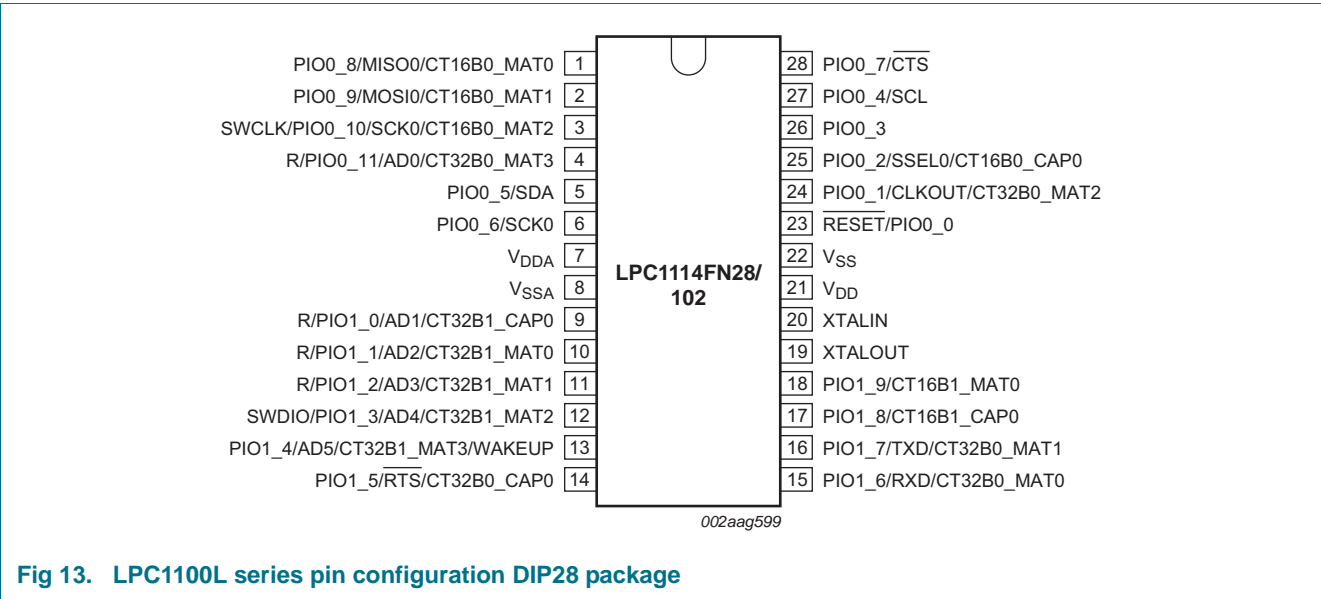 PIO0_8/MISO0/CT16B0_MAT0 1
PIO0_9/MOSI0/CT16B0_MAT1 2
SWCLK/PIO0_10/SCK0/CT16B0_MAT2 3
R/PIO0_11/AD0/CT32B0_MAT3 4
PIO0_5/SDA 5
PIO0_6/SCK0 6
VDDA 7
VSSA 8
R/PIO1_0/AD1/CT32B1_CAP0 9
R/PIO1_1/AD2/CT32B1_MAT0 10
R/PIO1_2/AD3/CT32B1_MAT1 11
SWDIO/PIO1_3/AD4/CT32B1_MAT2 12
PIO1_4/AD5/CT32B1_MAT3/WAKEUP 13
PIO1_5/RTS/CT32B0_CAP0 14
LPC1114FN28/
102
28 PIO0_7/CTS
27 PIO0_4/SCL
26 PIO0_3
25 PIO0_2/SSEL0/CT16B0_CAP0
24 PIO0_1/CLKOUT/CT32B0_MAT2
23 RESET/PIO0_0
22 VSS
21 VDD
20 XTALIN
19 XTALOUT
18 PIO1_9/CT16B1_MAT0
17 PIO1_8/CT16B1_CAP0
16 PIO1_7/TXD/CT32B0_MAT1
15 PIO1_6/RXD/CT32B0_MAT0
002aag599
Fig 13. LPC1100L series pin configuration DIP28 package